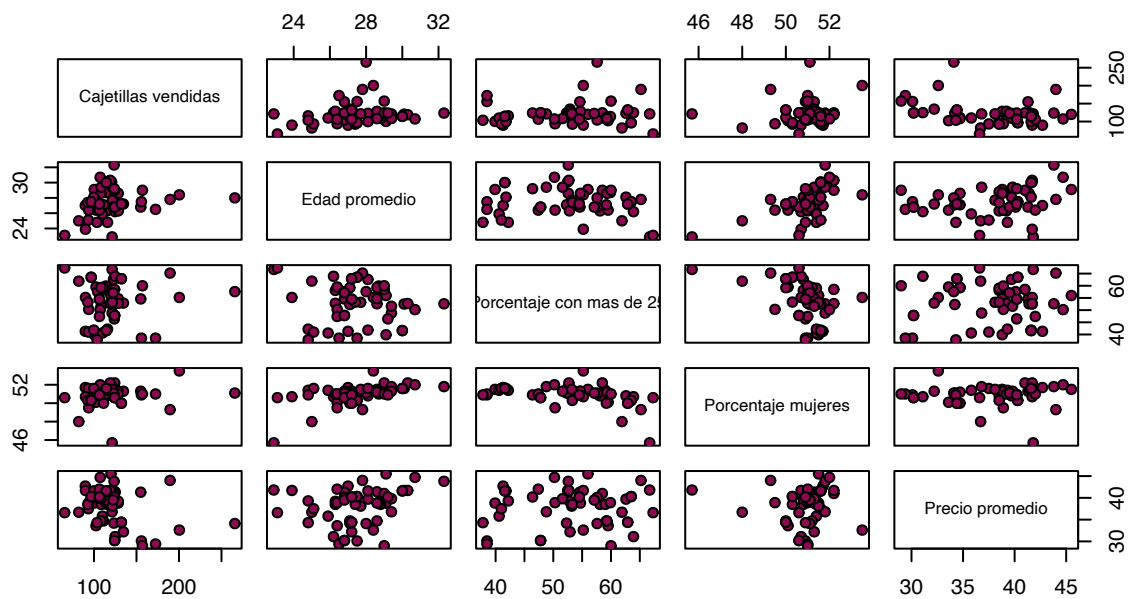 24 28 32 46 48 50 52
Cajetillas vendidas
100 250
24 30
Edad promedio
Porcentaje con mas de 25
40 60
46 52
Porcentaje mujeres
Precio promedio
30 40
100 200 40 50 60 30 35 40 45